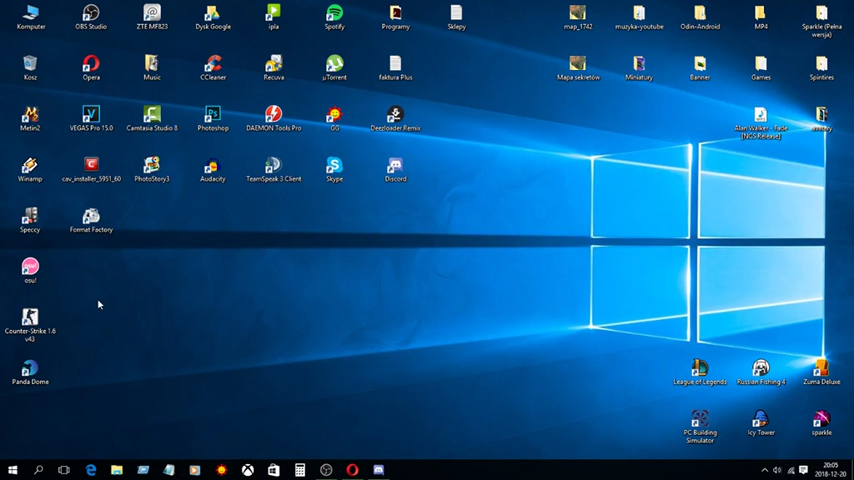 Komputer
OBS Studio
ZTE MF823
Dysk Google
ipla
Spotify
Programy
Sklepy
map_1742
muzyka-youtube
Odin-Android
MP4
Sparkle (Pełna
wersja)
Kosz
Opera
Music
CCleaner
Recuva
µTorrent
faktura Plus
Mapa sekretów
Miniatury
Banner
Games
Spintires
Metin2
VEGAS Pro 15.0
Camtasia Studio 8
Photoshop
DAEMON Tools Pro
GG
Deezloader Remix
Alan Walker - Fade
[NCS Release]
Winamp
cav_installer_5951_60
PhotoStory3
Audacity
TeamSpeak 3 Client
Skype
Discord
Speccy
Format Factory
osu!
Counter-Strike 1.6
v43
Panda Dome
League of Legends
Russian Fishing 4
Zuma Deluxe
PC Building
Simulator
Icy Tower
sparkle
20:05
2018-12-20